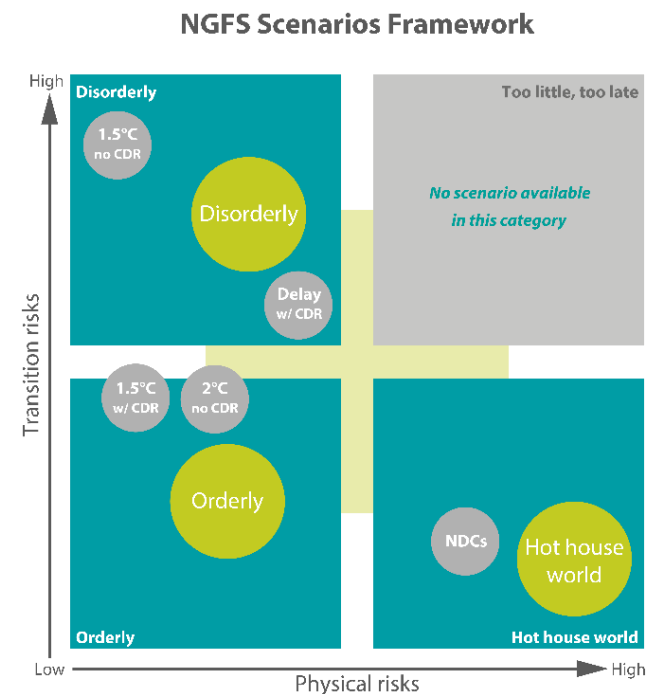 NGFS Scenarios Framework
High
Disorderly
Too little, too late
1.5°C
no CDR
Disorderly
No scenario available
in this category
Delay
w/ CDR
Transition risks
1.5°C
w/ CDR
2°C
no CDR
Orderly
NDCs
Hot house
world
Orderly
Hot house world
Low
High
Physical risks